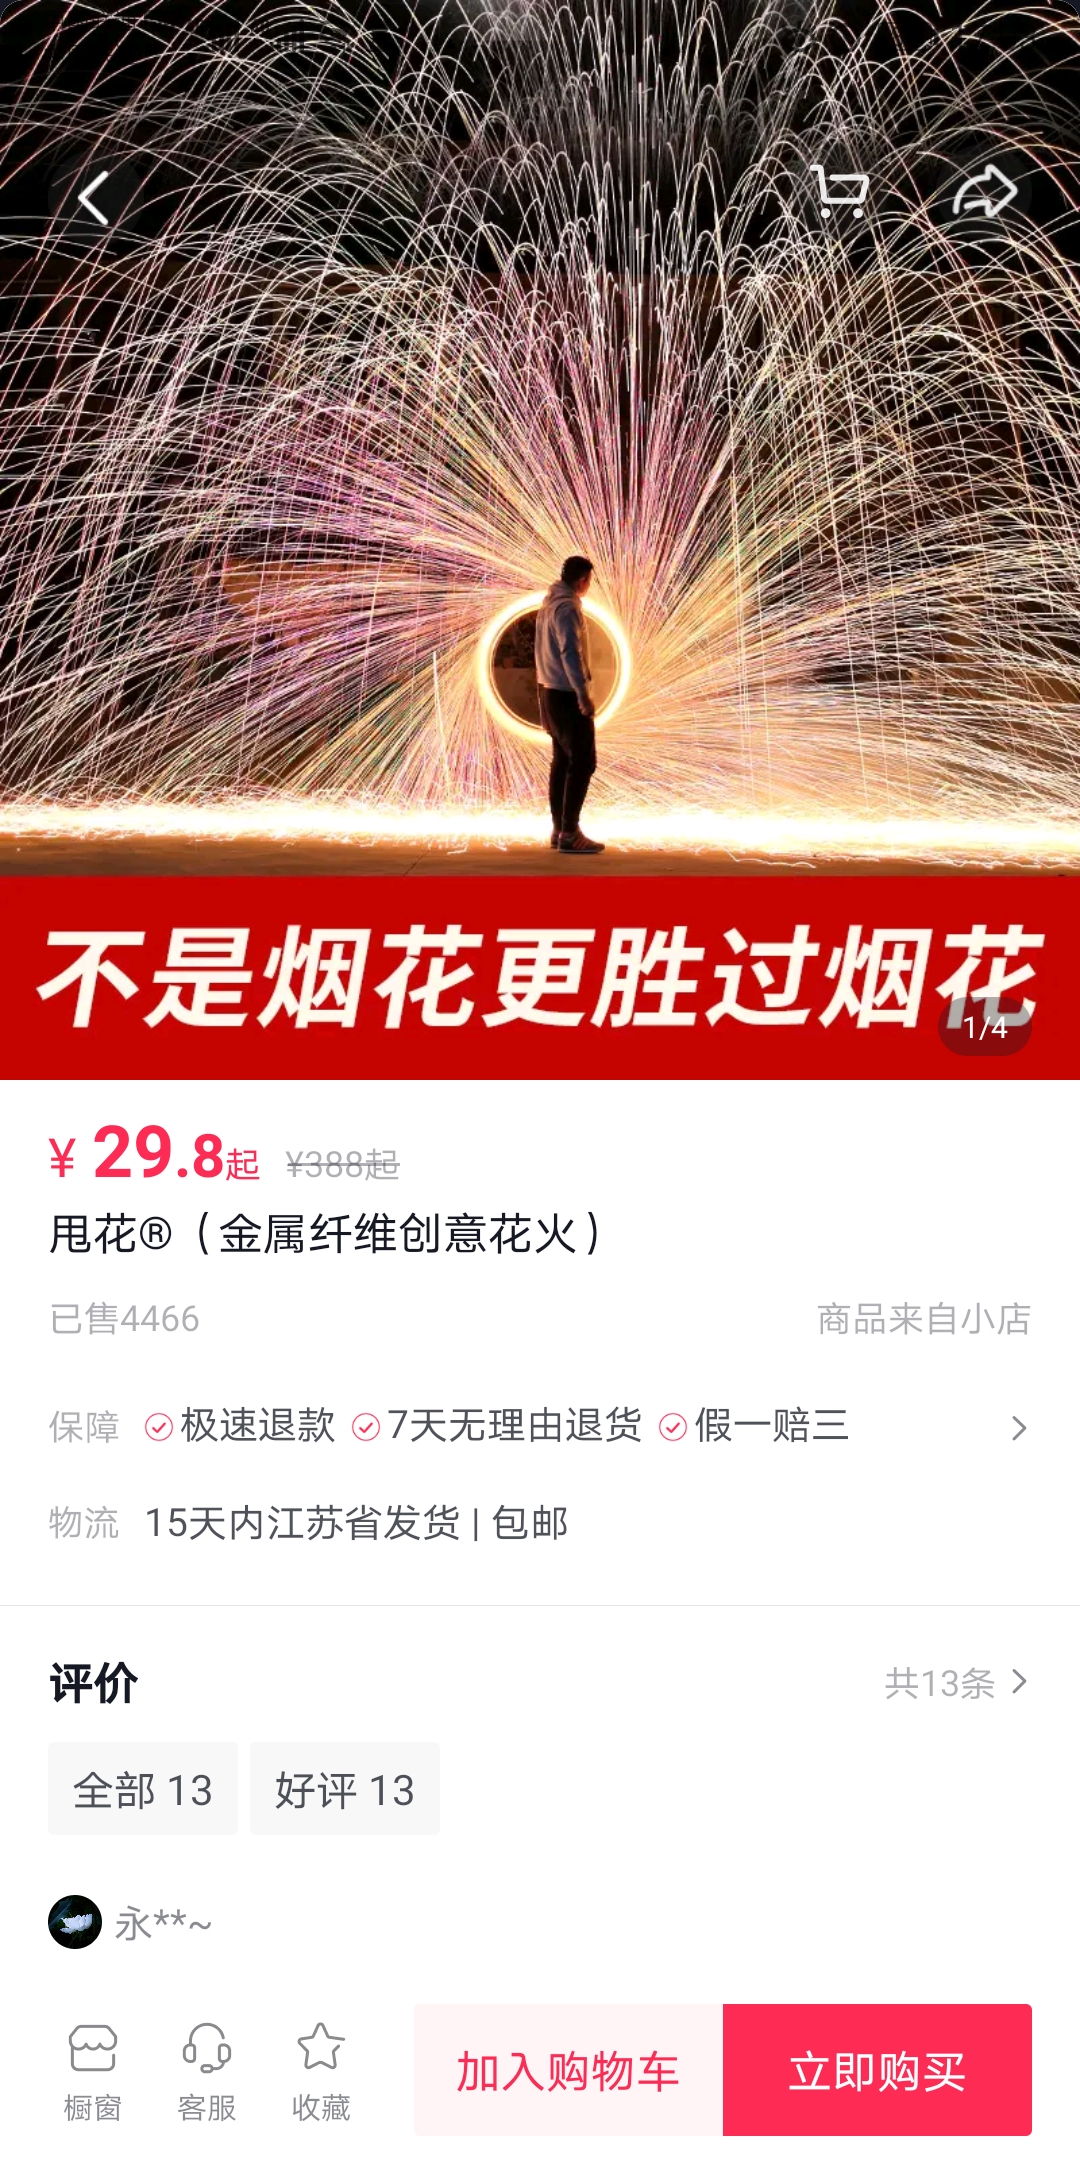 不是烟花更胜过烟花
1/4
¥ 29.8起 ¥388起
甩花®（金属纤维创意花火）
已售4466 商品来自小店
保障 极速退款 7天无理由退货 假一赔三
物流 15天内江苏省发货 | 包邮
评价 共13条
全部 13 好评 13
永**~
橱窗 客服 收藏 加入购物车 立即购买